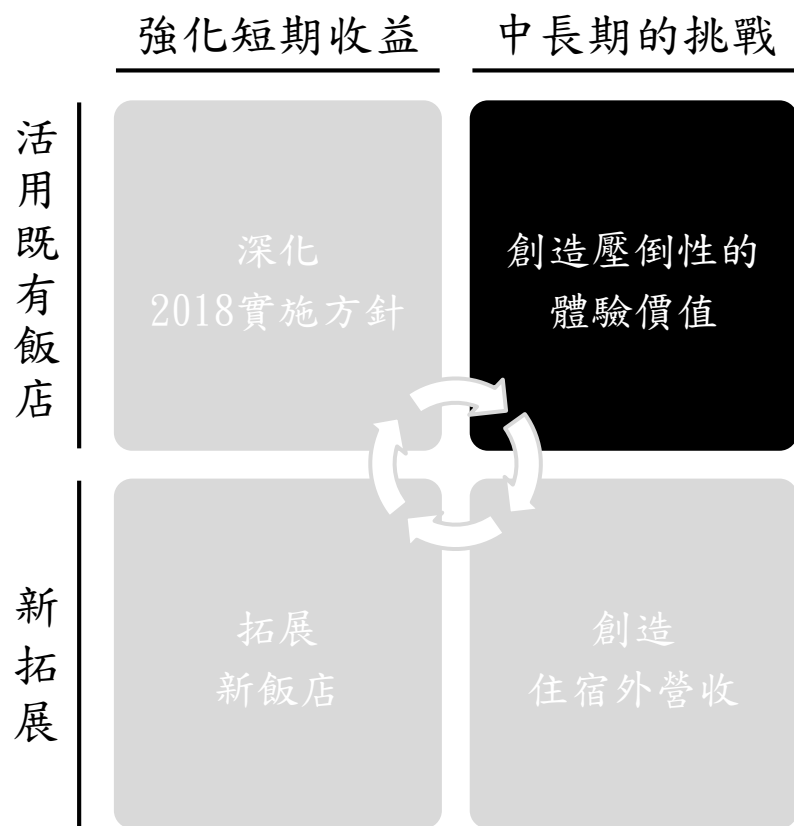 強化短期收益
中長期的挑戰
活用既有飯店
深化
2018實施方針
創造壓倒性的
體驗價值
新拓展
拓展
新飯店
創造
住宿外營收